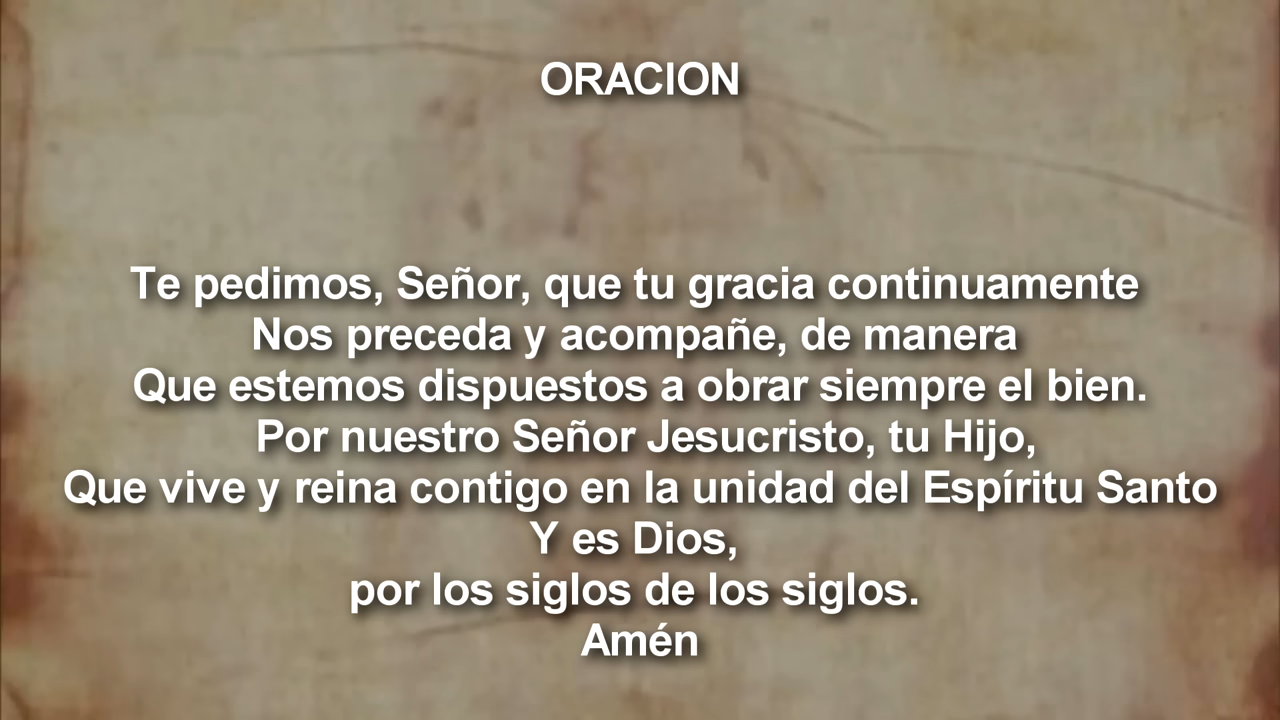 ORACION
Te pedimos, Señor, que tu gracia continuamente
Nos preceda y acompañe, de manera
Que estemos dispuestos a obrar siempre el bien.
Por nuestro Señor Jesucristo, tu Hijo,
Que vive y reina contigo en la unidad del Espíritu Santo
Y es Dios,
por los siglos de los siglos.
Amén